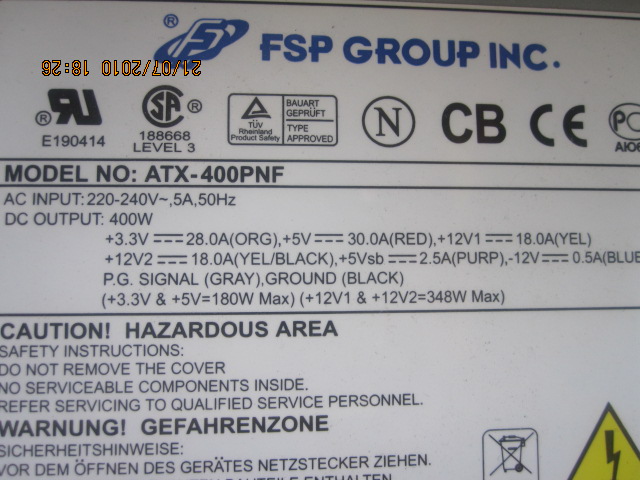 ® FSP GROUP INC.
21/07/2010 18:26
® UL SA ® TÜV Rheinland Product Safety BAUART GEPRÜFT TYPE APPROVED N CB CE PC
E190414 188668 LEVEL 3 AI06
MODEL NO: ATX-400PNF
AC INPUT: 220-240V~,5A,50Hz
DC OUTPUT: 400W
+3.3V ⎓ 28.0A(ORG),+5V ⎓ 30.0A(RED),+12V1 ⎓ 18.0A(YEL)
+12V2 ⎓ 18.0A(YEL/BLACK),+5Vsb ⎓ 2.5A(PURP),-12V ⎓ 0.5A(BLUE
P.G. SIGNAL (GRAY),GROUND (BLACK)
(+3.3V & +5V=180W Max) (+12V1 & +12V2=348W Max)
CAUTION! HAZARDOUS AREA
SAFETY INSTRUCTIONS:
DO NOT REMOVE THE COVER
NO SERVICEABLE COMPONENTS INSIDE.
REFER SERVICING TO QUALIFIED SERVICE PERSONNEL.
WARNUNG! GEFAHRENZONE
SICHERHEITSHINWEISE:
VOR DEM ÖFFNEN DES GERÄTES NETZSTECKER ZIEHEN.